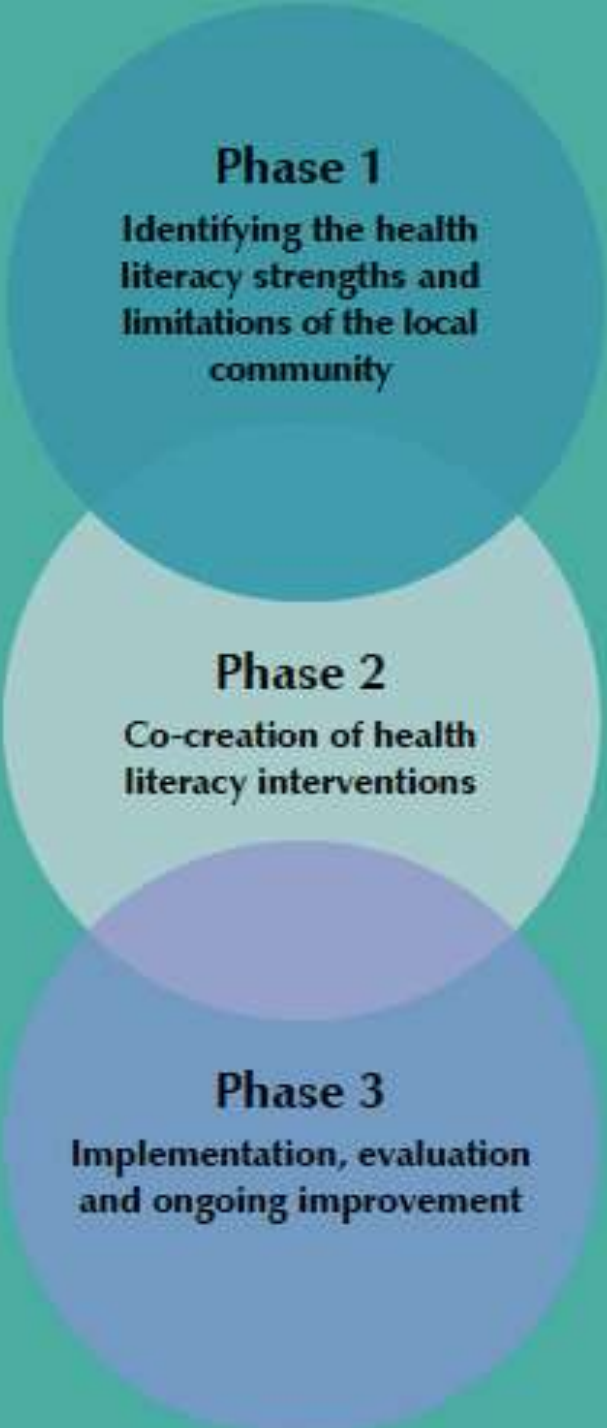 Phase 1
Identifying the health
literacy strengths and
limitations of the local
community
Phase 2
Co-creation of health
literacy interventions
Phase 3
Implementation, evaluation
and ongoing improvement